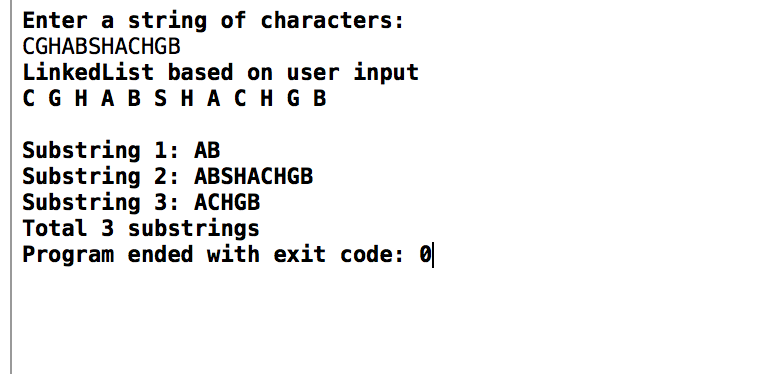 Enter a string of characters:
CGHABSHACHGB
LinkedList based on user input
C G H A B S H A C H G B
Substring 1: AB
Substring 2: ABSHACHGB
Substring 3: ACHGB
Total 3 substrings
Program ended with exit code: 0